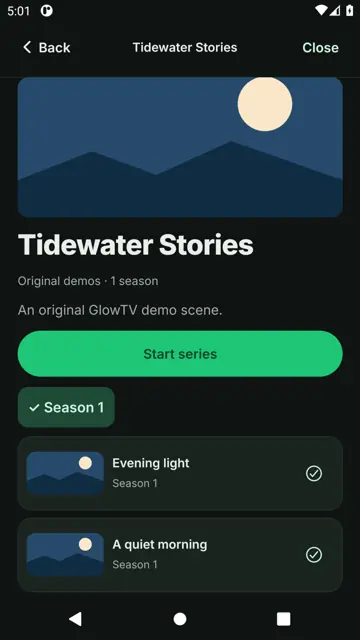 5:01
Back
Tidewater Stories
Close
Tidewater Stories
Original demos · 1 season
An original GlowTV demo scene.
Start series
✓ Season 1
Evening light
Season 1
A quiet morning
Season 1